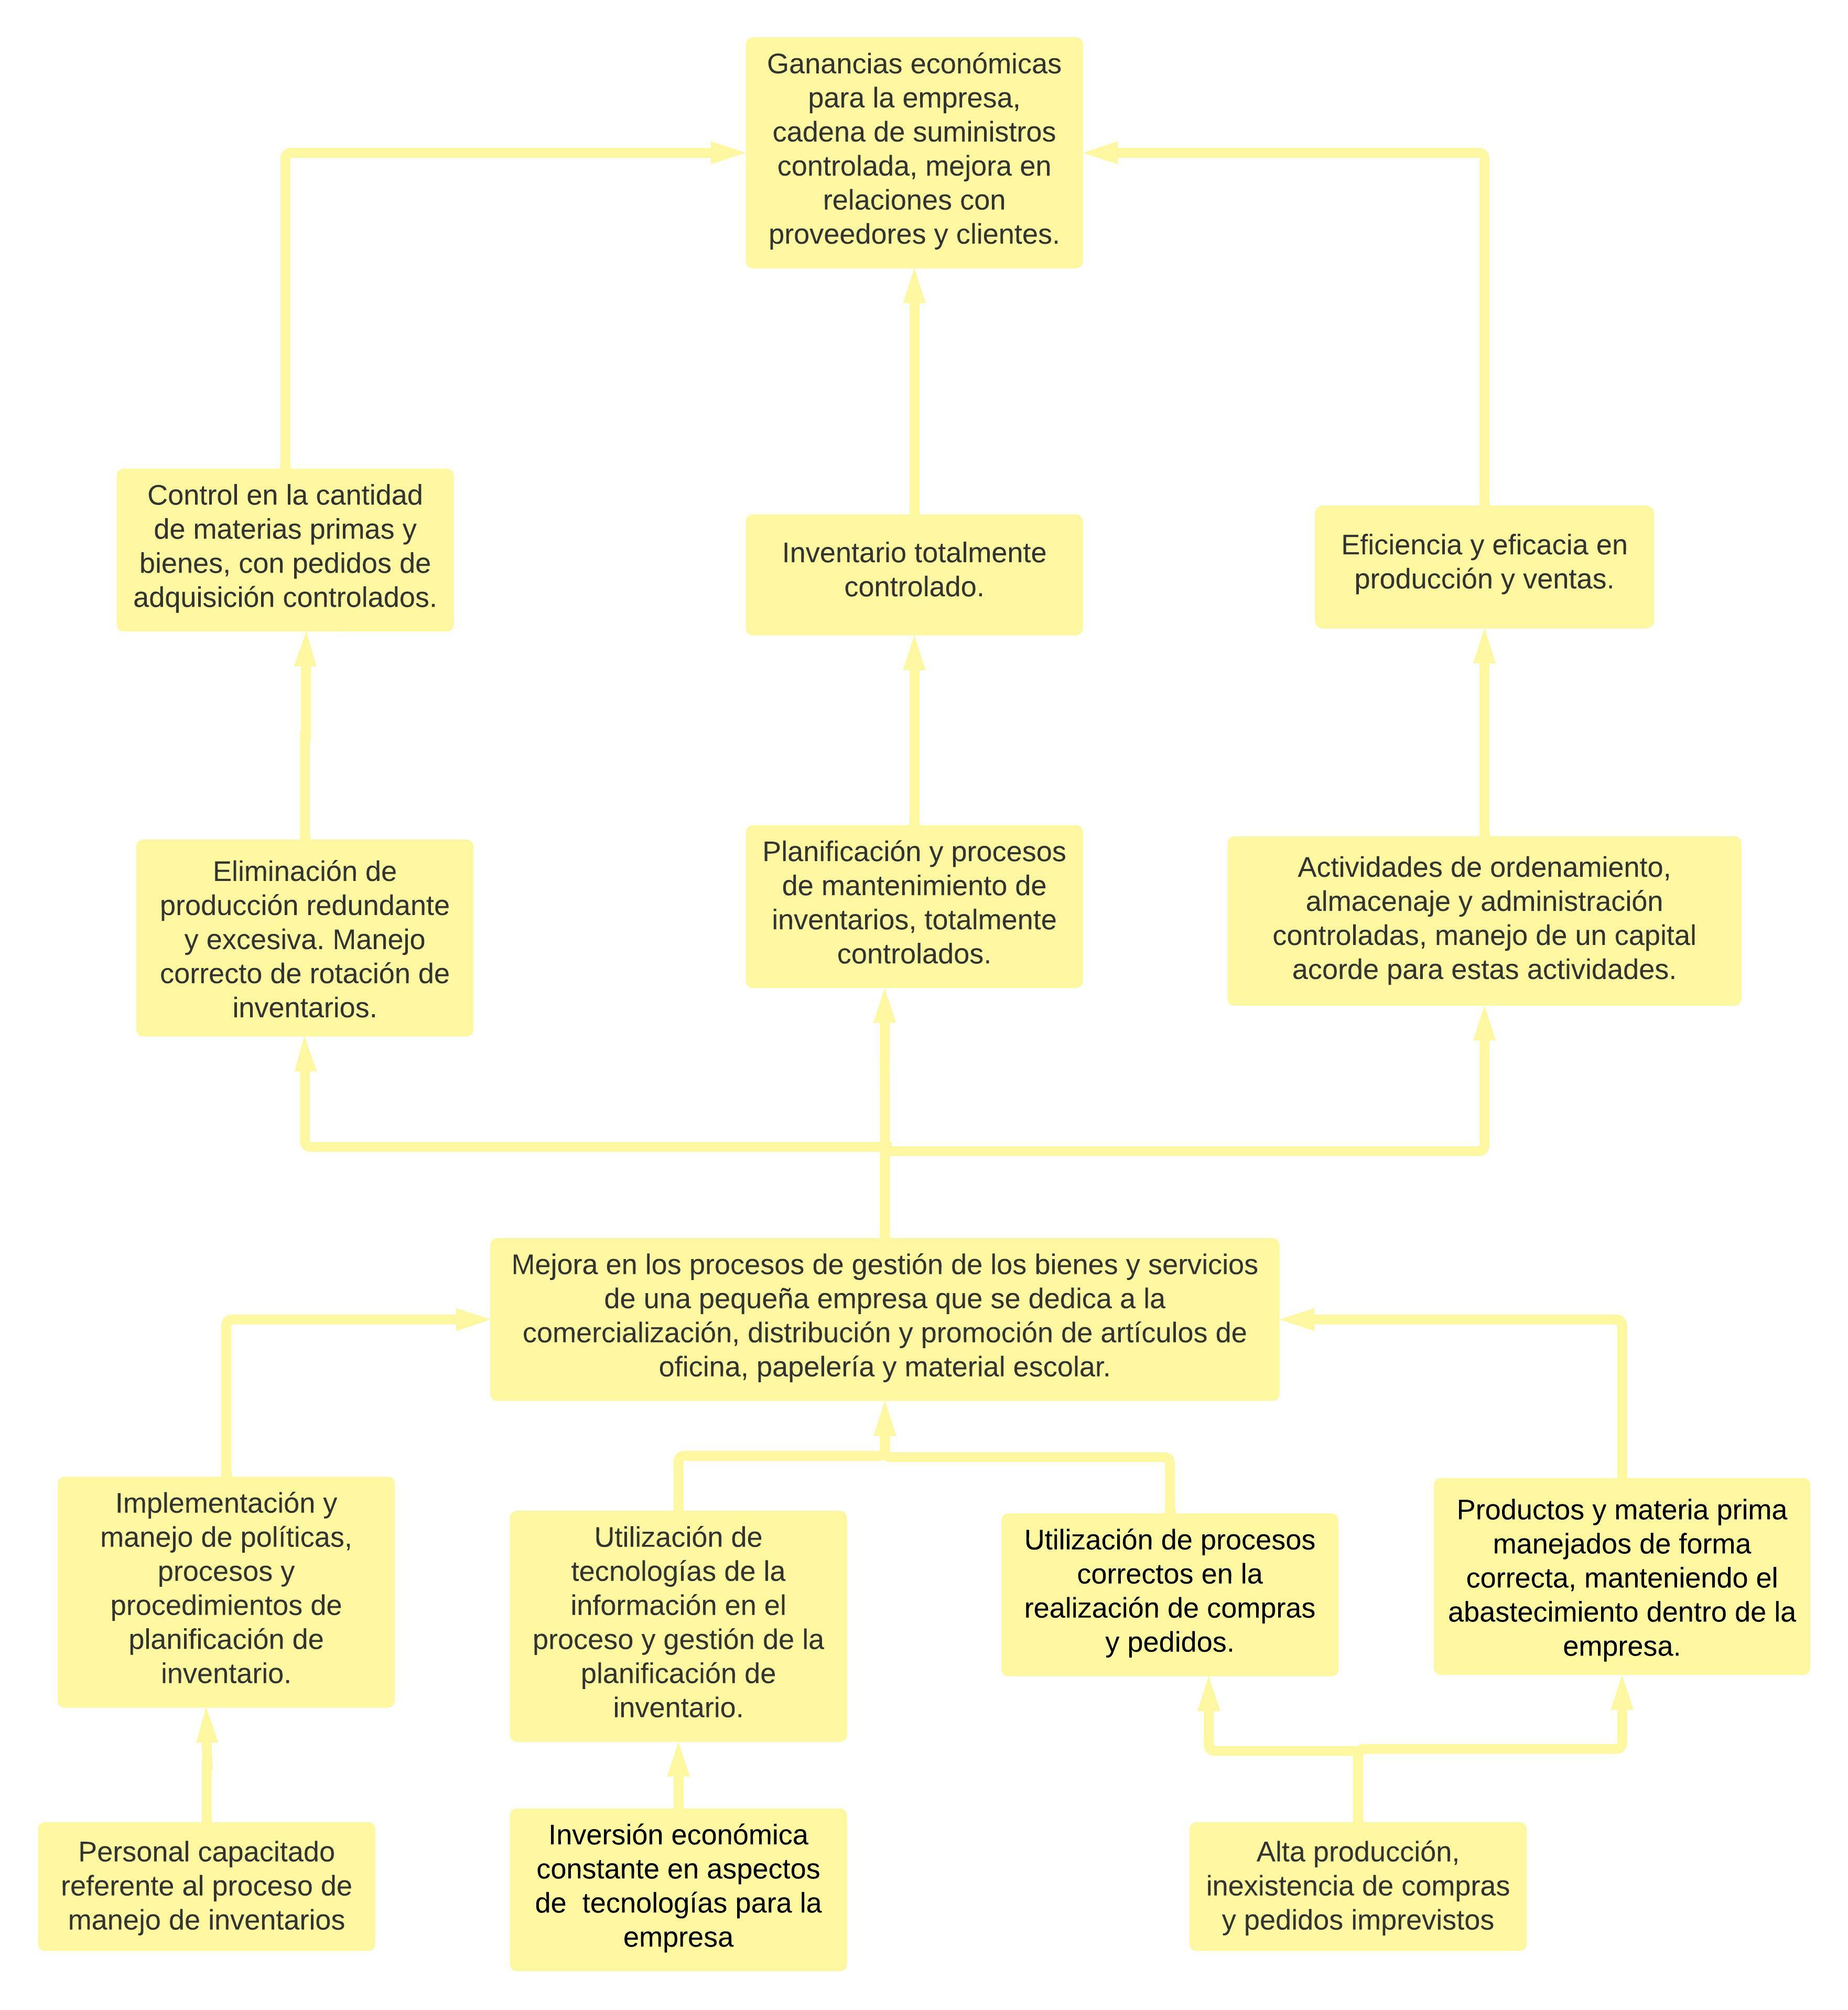 Ganancias económicas
para la empresa,
cadena de suministros
controlada, mejora en
relaciones con
proveedores y clientes.
Control en la cantidad
de materias primas y
bienes, con pedidos de
adquisición controlados.
Inventario totalmente
controlado.
Eficiencia y eficacia en
producción y ventas.
Eliminación de
producción redundante
y excesiva. Manejo
correcto de rotación de
inventarios.
Planificación y procesos
de mantenimiento de
inventarios, totalmente
controlados.
Actividades de ordenamiento,
almacenaje y administración
controladas, manejo de un capital
acorde para estas actividades.
Mejora en los procesos de gestión de los bienes y servicios
de una pequeña empresa que se dedica a la
comercialización, distribución y promoción de artículos de
oficina, papelería y material escolar.
Implementación y
manejo de políticas,
procesos y
procedimientos de
planificación de
inventario.
Utilización de
tecnologías de la
información en el
proceso y gestión de la
planificación de
inventario.
Utilización de procesos
correctos en la
realización de compras
y pedidos.
Productos y materia prima
manejados de forma
correcta, manteniendo el
abastecimiento dentro de la
empresa.
Personal capacitado
referente al proceso de
manejo de inventarios
Inversión económica
constante en aspectos
de  tecnologías para la
empresa
Alta producción,
inexistencia de compras
y pedidos imprevistos